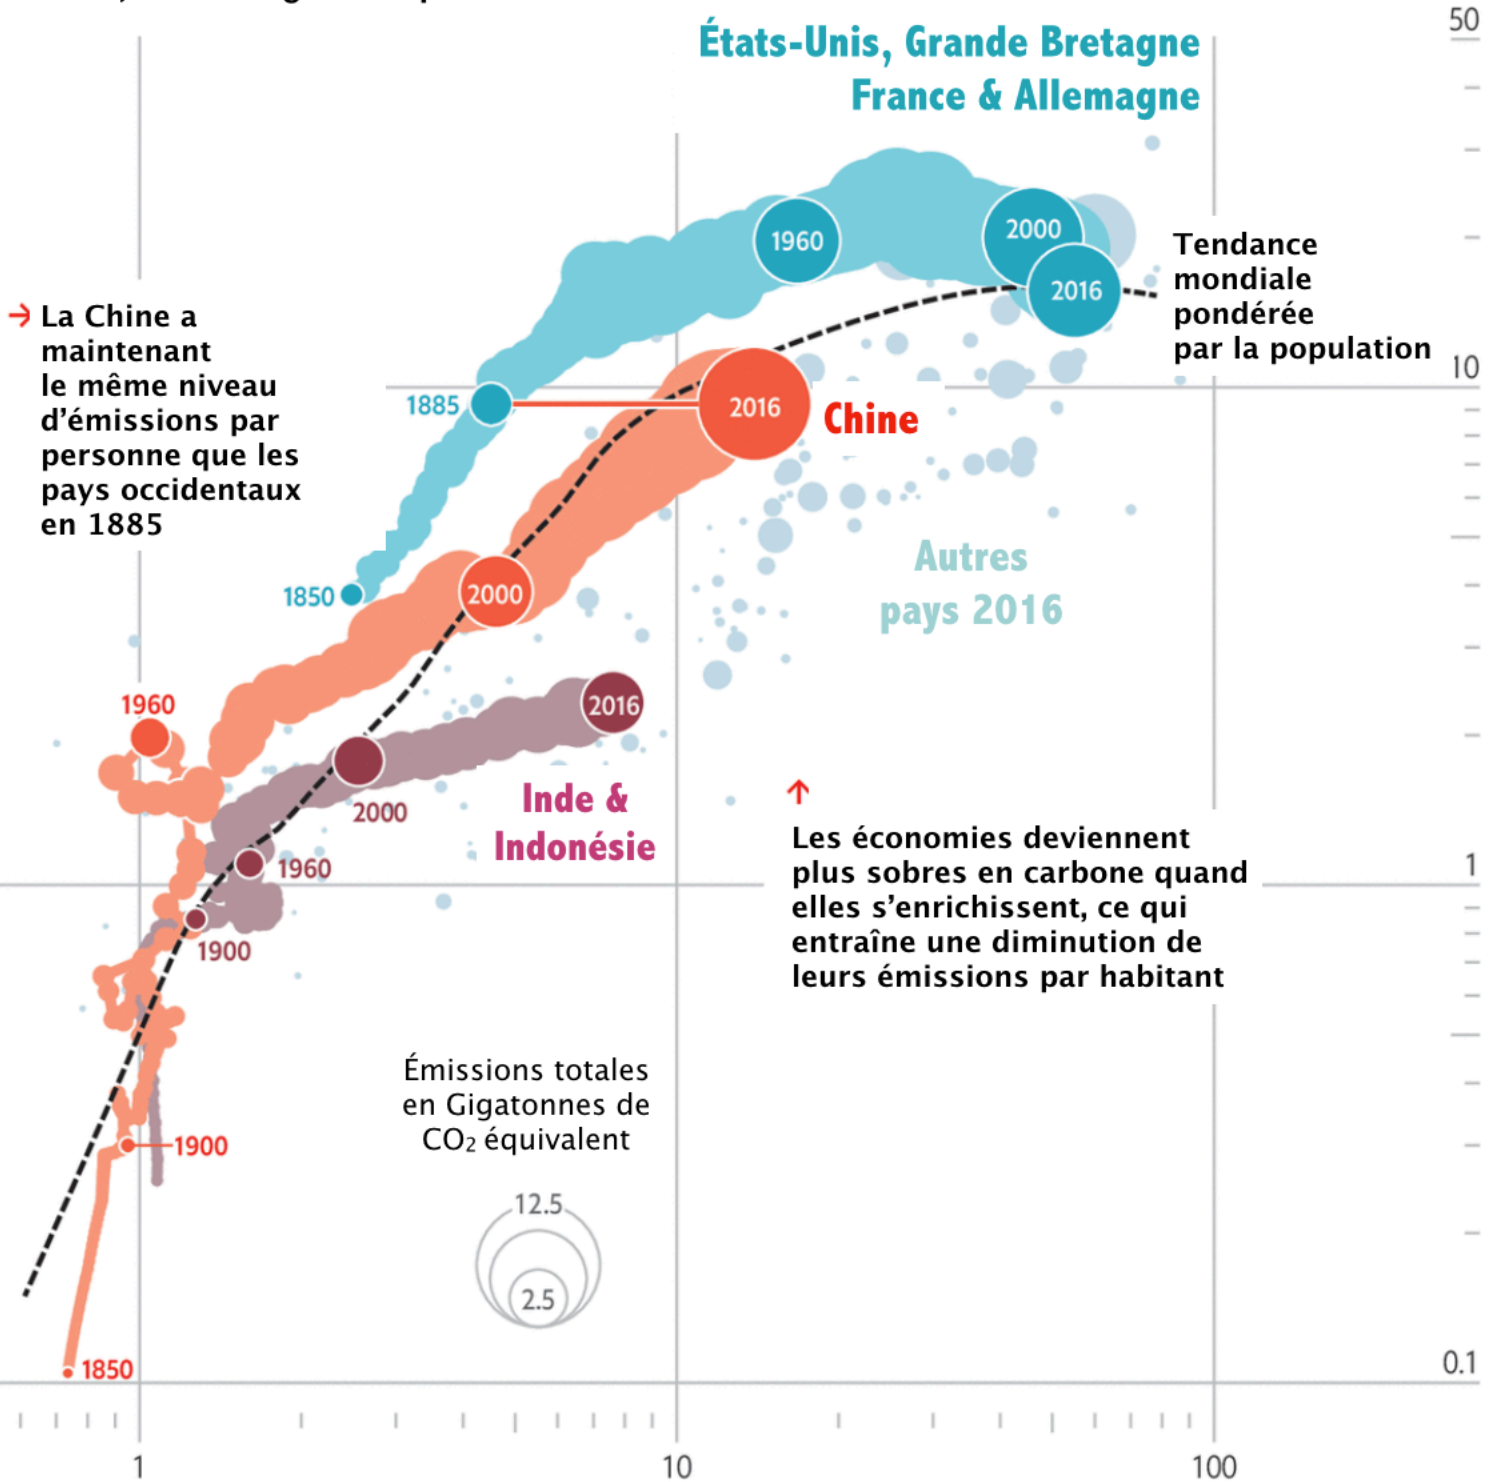 50
États-Unis, Grande Bretagne
France & Allemagne
1960
2000
2016
Tendance
mondiale
pondérée
par la population
→ La Chine a
maintenant
le même niveau
d’émissions par
personne que les
pays occidentaux
en 1885
10
1885
2016
Chine
1850
2000
Autres
pays 2016
1960
2016
2000
Inde &
Indonésie
1960
1900
↑
Les économies deviennent
plus sobres en carbone quand
elles s’enrichissent, ce qui
entraîne une diminution de
leurs émissions par habitant
1
Émissions totales
en Gigatonnes de
CO₂ équivalent
12.5
2.5
1900
1850
0.1
1
10
100